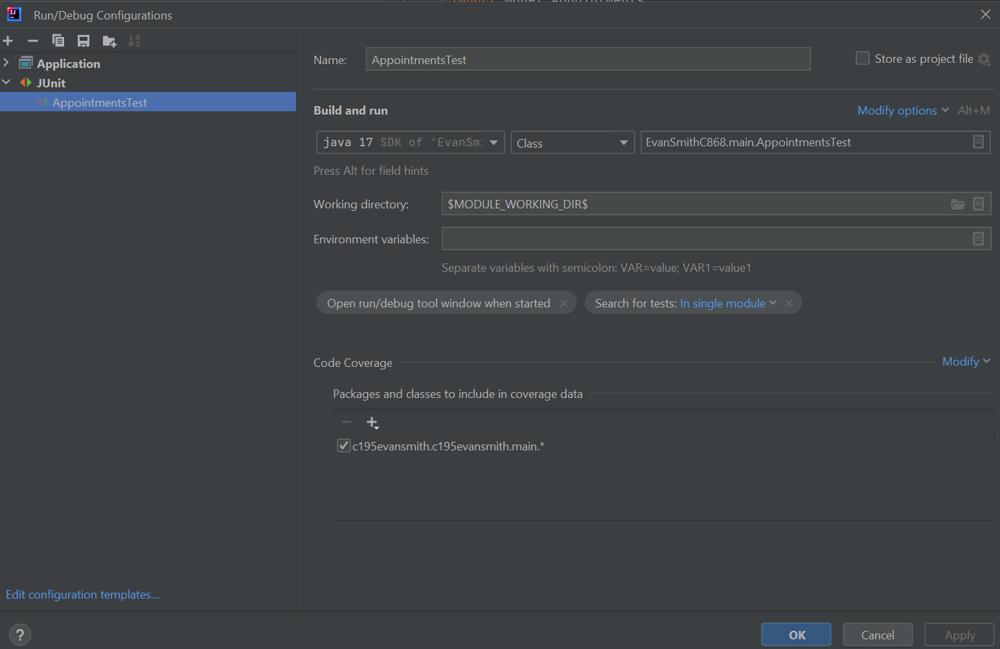 Run/Debug Configurations
Application
JUnit
AppointmentsTest
Edit configuration templates...
Name: AppointmentsTest
Store as project file
Build and run
Modify options Alt+M
java 17 SDK of 'EvanSm
Class
EvanSmithC868.main.AppointmentsTest
Press Alt for field hints
Working directory: $MODULE_WORKING_DIR$
Environment variables:
Separate variables with semicolon: VAR=value; VAR1=value1
Open run/debug tool window when started
Search for tests: In single module
Code Coverage
Modify
Packages and classes to include in coverage data
c195evansmith.c195evansmith.main.*
?
OK
Cancel
Apply